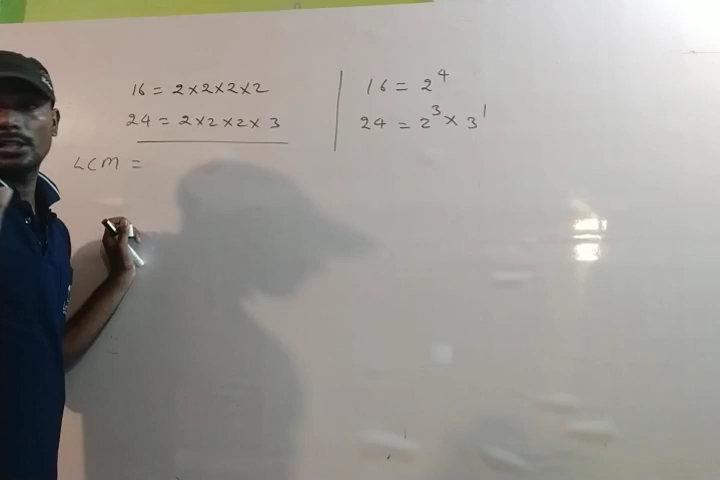 16 = 2×2×2×2
24 = 2×2×2×3
LCM =
16 = 2⁴
24 = 2³×3¹